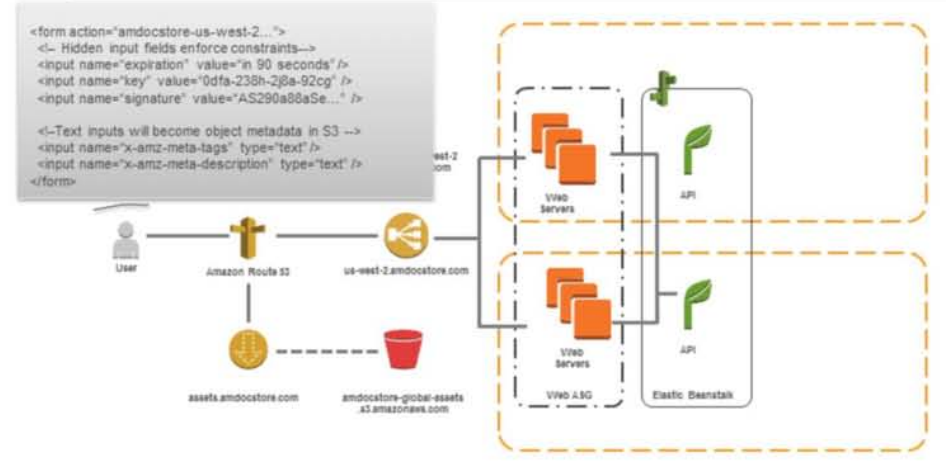 <form action="amdocstore-us-west-2...">
<!-- Hidden input fields enforce constraints-->
<input name="expiration" value="in 90 seconds" />
<input name="key" value="0dfa-238h-2j8a-92cg" />
<input name="signature" value="AS290a88aSe..." />
<!--Text inputs will become object metadata in S3 -->
<input name="x-amz-meta-tags" type="text" />
<input name="x-amz-meta-description" type="text" />
</form>
est-2
om
Web
Servers
API
User
Amazon Route 53
us-west-2.amdocstore.com
Web
Servers
API
assets.amdocstore.com
amdocstore-global-assets
.s3.amazonaws.com
Web ASG
Elastic Beanstalk